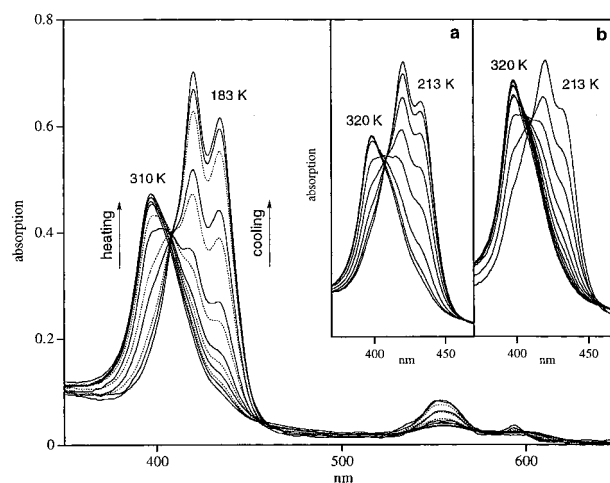 0.8
0.6
0.4
0.2
0
absorption
heating
310 K
183 K
cooling
400
500
600
nm
a
320 K
213 K
absorption
400
450
nm
b
320 K
213 K
400
450
nm